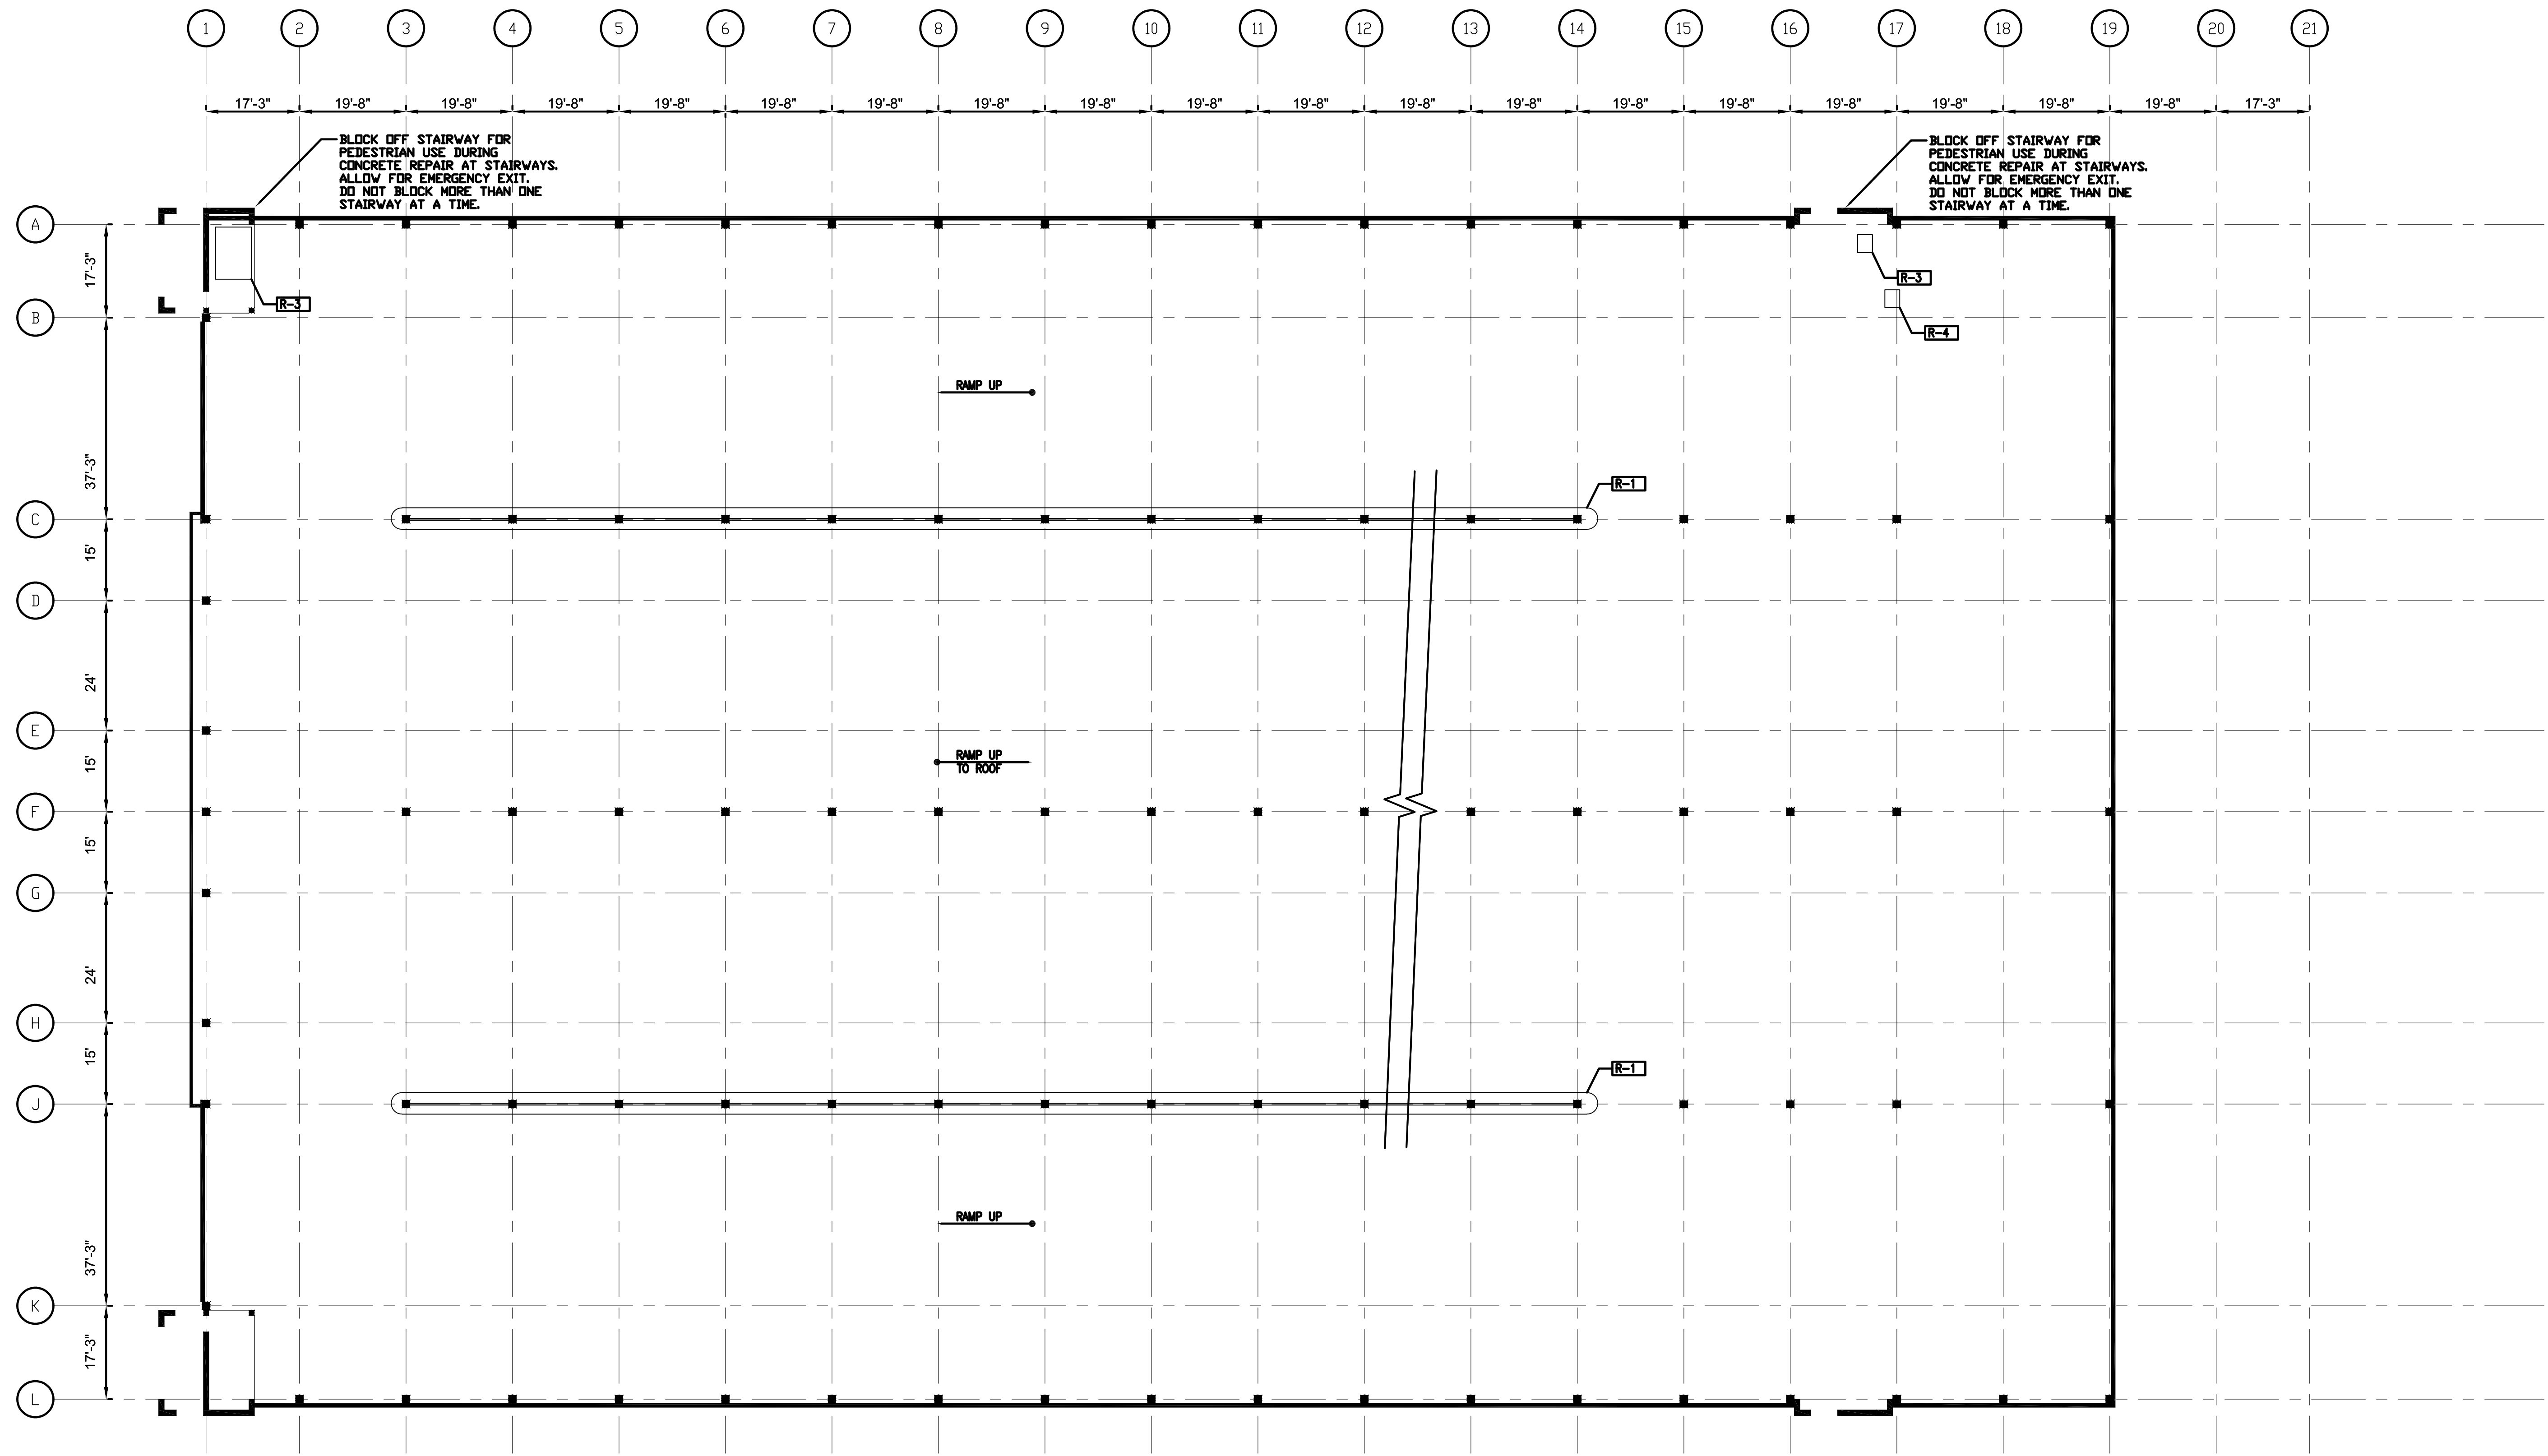 1 2 3 4 5 6 7 8 9 10 11 12 13 14 15 16 17 18 19 20 21
17'-3" 19'-8" 19'-8" 19'-8" 19'-8" 19'-8" 19'-8" 19'-8" 19'-8" 19'-8" 19'-8" 19'-8" 19'-8" 19'-8" 19'-8" 19'-8" 19'-8" 19'-8" 19'-8" 17'-3"
BLOCK OFF STAIRWAY FOR
PEDESTRIAN USE DURING
CONCRETE REPAIR AT STAIRWAYS.
ALLOW FOR EMERGENCY EXIT.
DO NOT BLOCK MORE THAN ONE
STAIRWAY AT A TIME.
BLOCK OFF STAIRWAY FOR
PEDESTRIAN USE DURING
CONCRETE REPAIR AT STAIRWAYS.
ALLOW FOR EMERGENCY EXIT.
DO NOT BLOCK MORE THAN ONE
STAIRWAY AT A TIME.
A
17'-3"
R-3
R-3
B
R-4
RAMP UP
37'-3"
R-1
C
15'
D
24'
E
RAMP UP
TO ROOF
15'
F
15'
G
24'
H
15'
R-1
J
RAMP UP
37'-3"
K
17'-3"
L